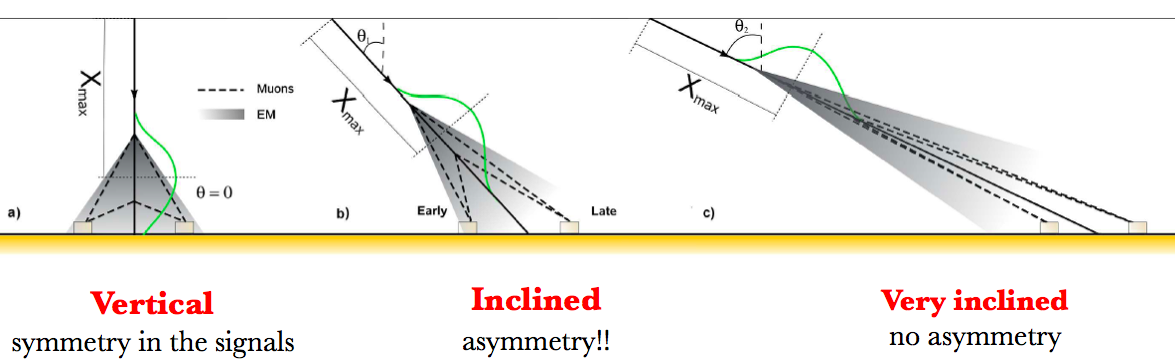 Xmax
Muons
EM
θ = 0
a)
θ1
Xmax
b)
Early
Late
θ2
Xmax
c)
Vertical
symmetry in the signals
Inclined
asymmetry!!
Very inclined
no asymmetry